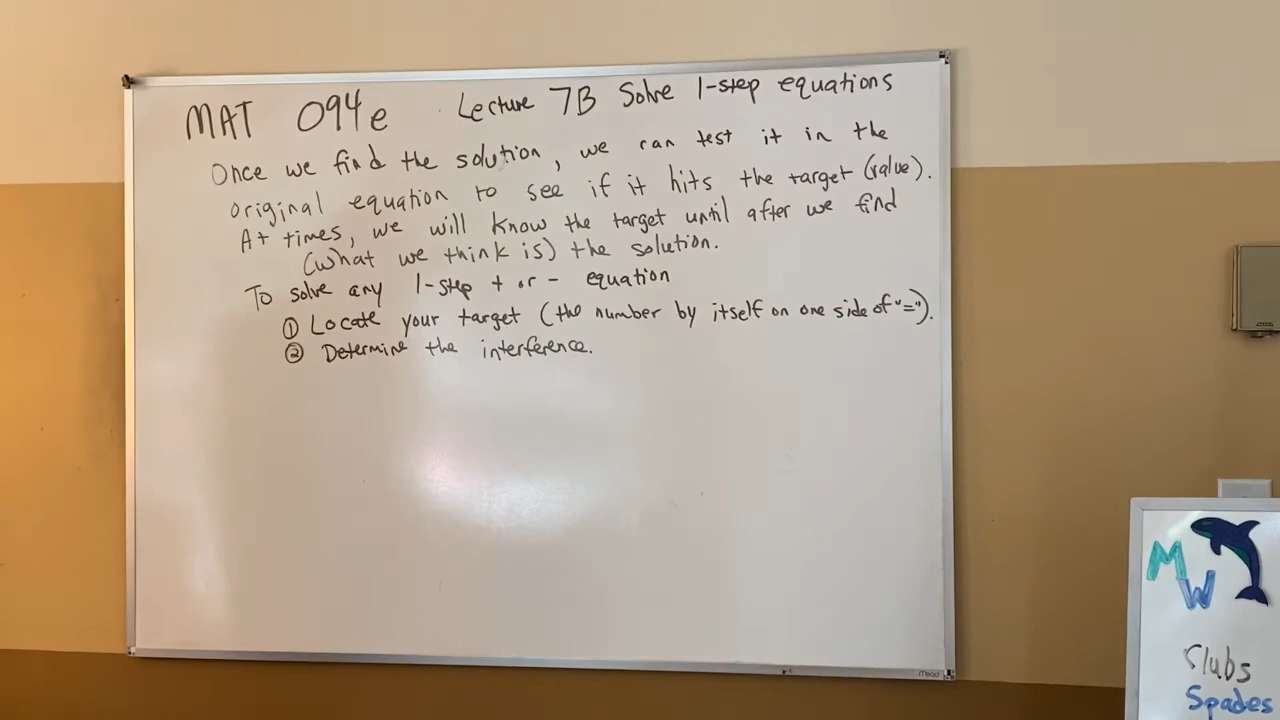 MAT 094e Lecture 7B Solve 1-step equations
Once we find the solution, we can test it in the
original equation to see if it hits the target (value).
At times, we will know the target until after we find
(what we think is) the solution.
To solve any 1-step + or - equation
① Locate your target (the number by itself on one side of "=").
② Determine the interference.
Mead
MW
Clubs
Spades